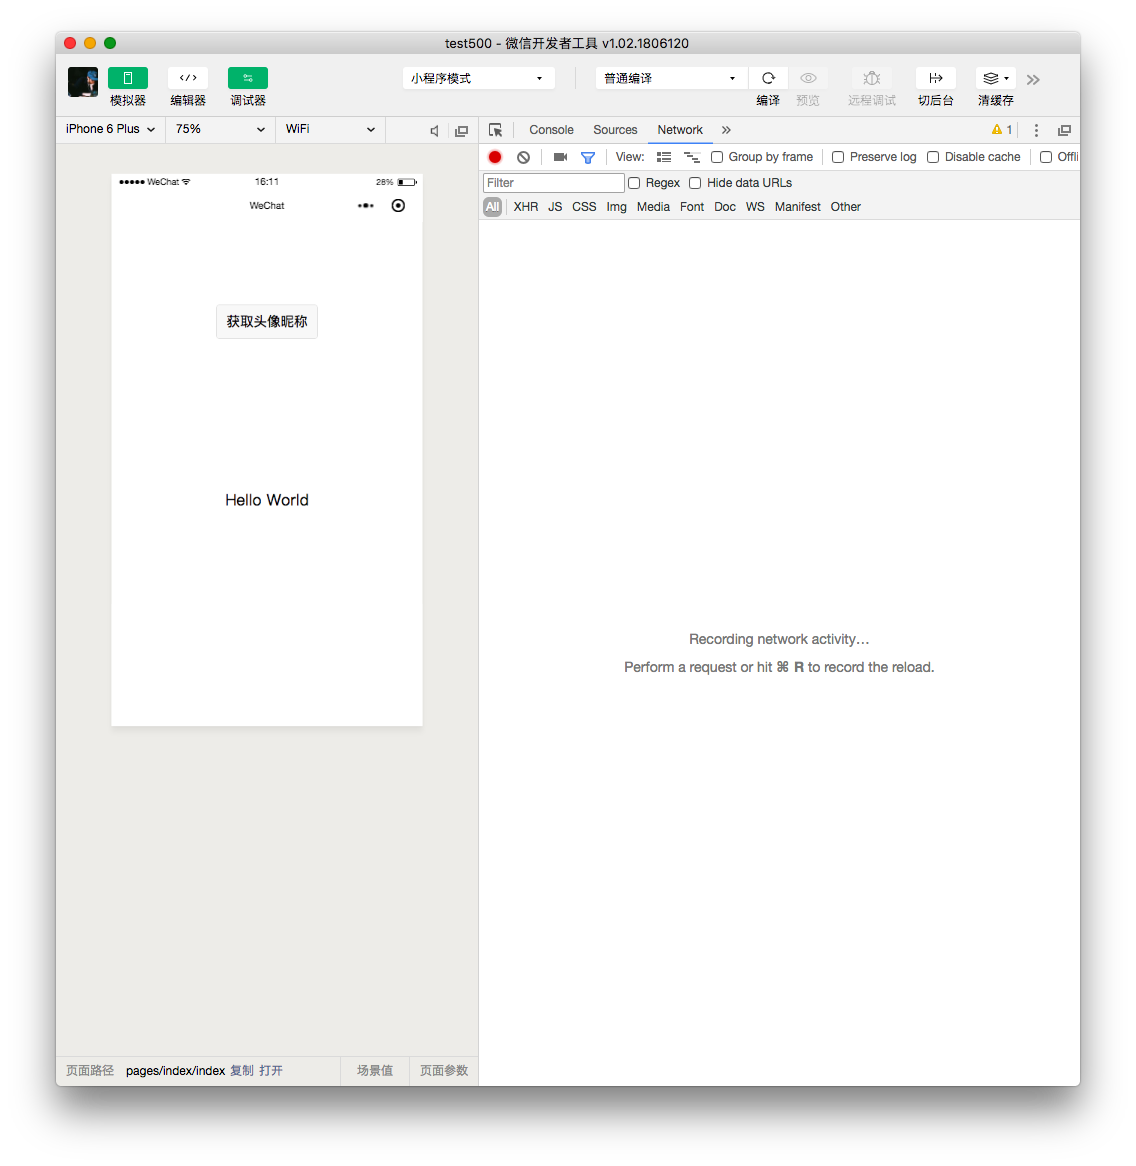 test500 - 微信开发者工具 v1.02.1806120
小程序模式 普通编译
模拟器 编辑器 调试器 编译 预览 远程调试 切后台 清缓存
iPhone 6 Plus 75% WiFi
Console Sources Network 1
View: Group by frame Preserve log Disable cache Offli
Filter Regex Hide data URLs
All XHR JS CSS Img Media Font Doc WS Manifest Other
WeChat 16:11 28%
WeChat
获取头像昵称
Hello World
Recording network activity…
Perform a request or hit ⌘ R to record the reload.
页面路径 pages/index/index 复制 打开 场景值 页面参数